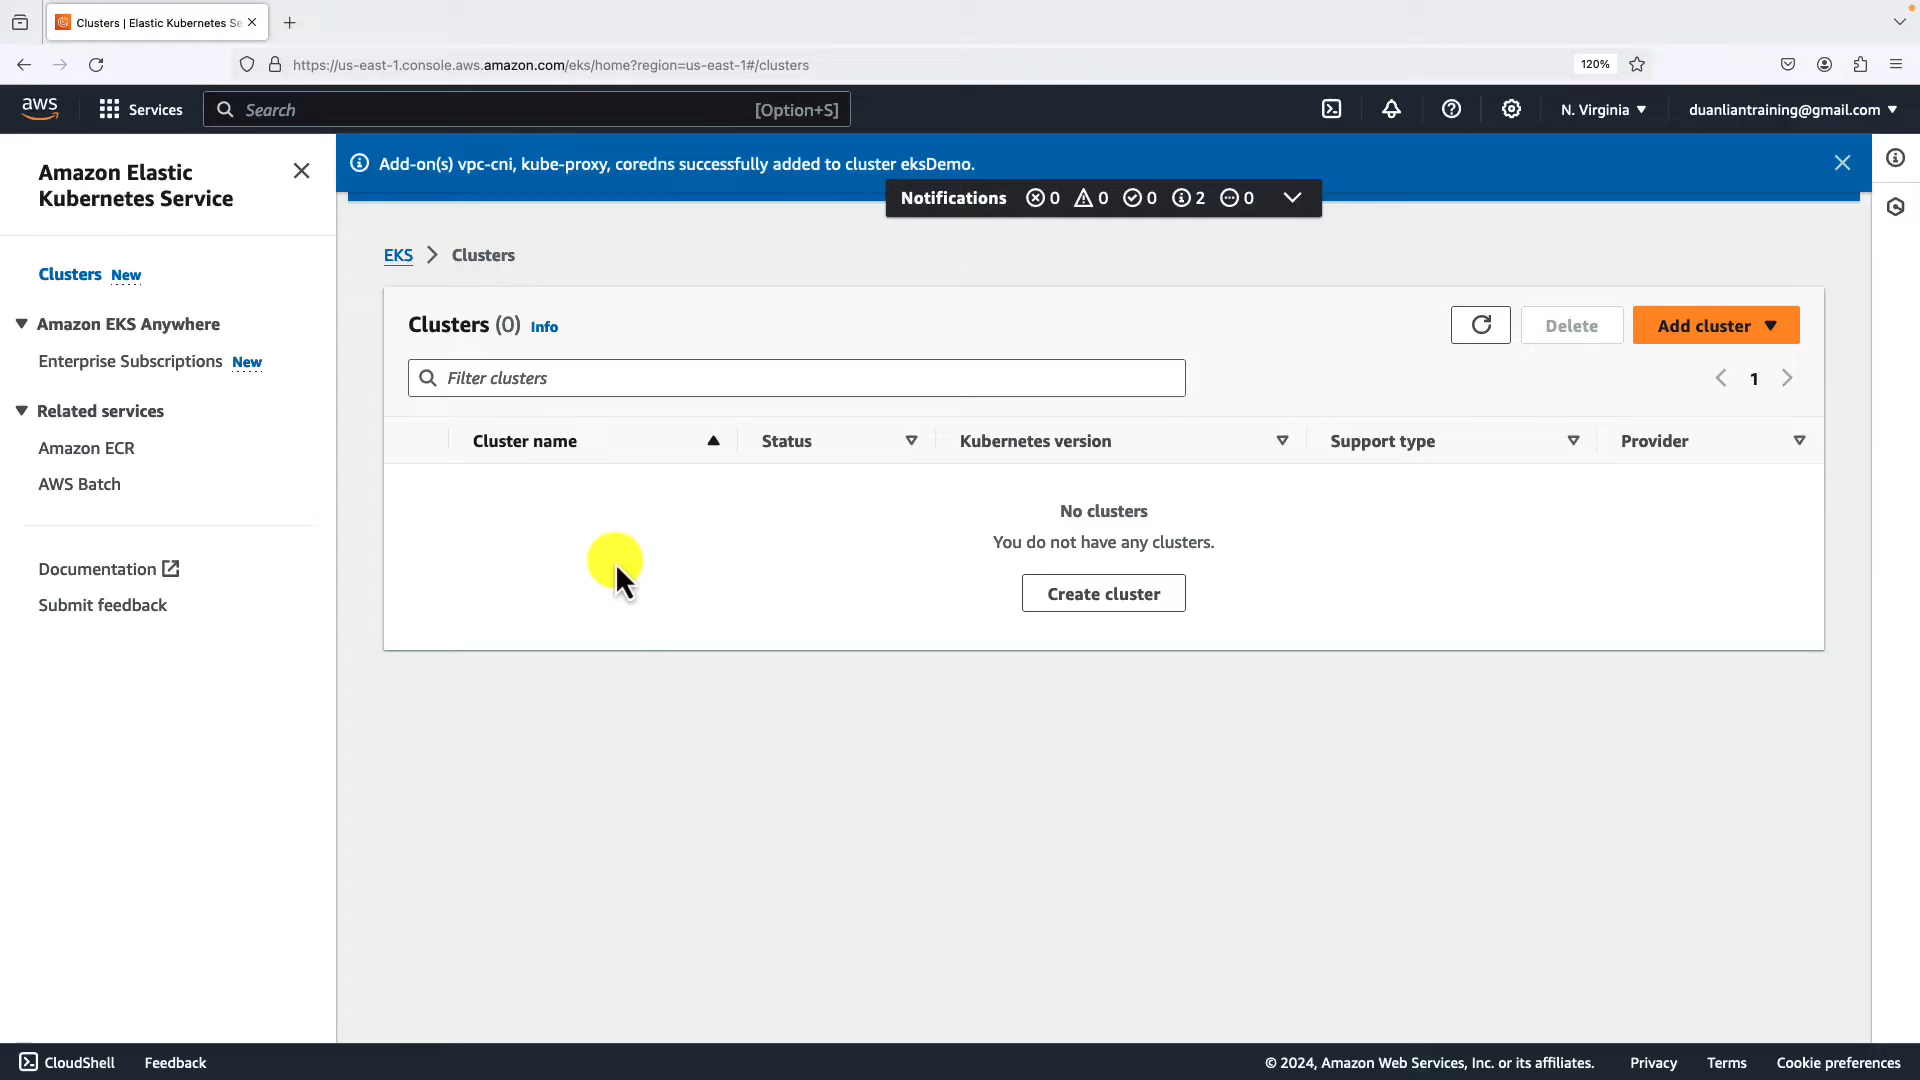 Clusters | Elastic Kubernetes Se
https://us-east-1.console.aws.amazon.com/eks/home?region=us-east-1#/clusters
120%
aws
Services
Search
[Option+S]
N. Virginia
duanliantraining@gmail.com
Amazon Elastic
Kubernetes Service
Clusters New
Amazon EKS Anywhere
Enterprise Subscriptions New
Related services
Amazon ECR
AWS Batch
Documentation
Submit feedback
Add-on(s) vpc-cni, kube-proxy, coredns successfully added to cluster eksDemo.
Notifications 0 0 0 2 0
EKS Clusters
Clusters (0) Info
Delete
Add cluster
Filter clusters
1
Cluster name Status Kubernetes version Support type Provider
No clusters
You do not have any clusters.
Create cluster
CloudShell Feedback
© 2024, Amazon Web Services, Inc. or its affiliates. Privacy Terms Cookie preferences